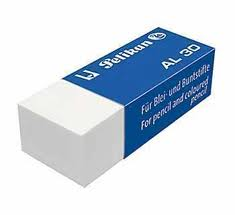 Pelikan
AL 30
Für Blei- und Buntstifte
For pencil and coloured
pencil